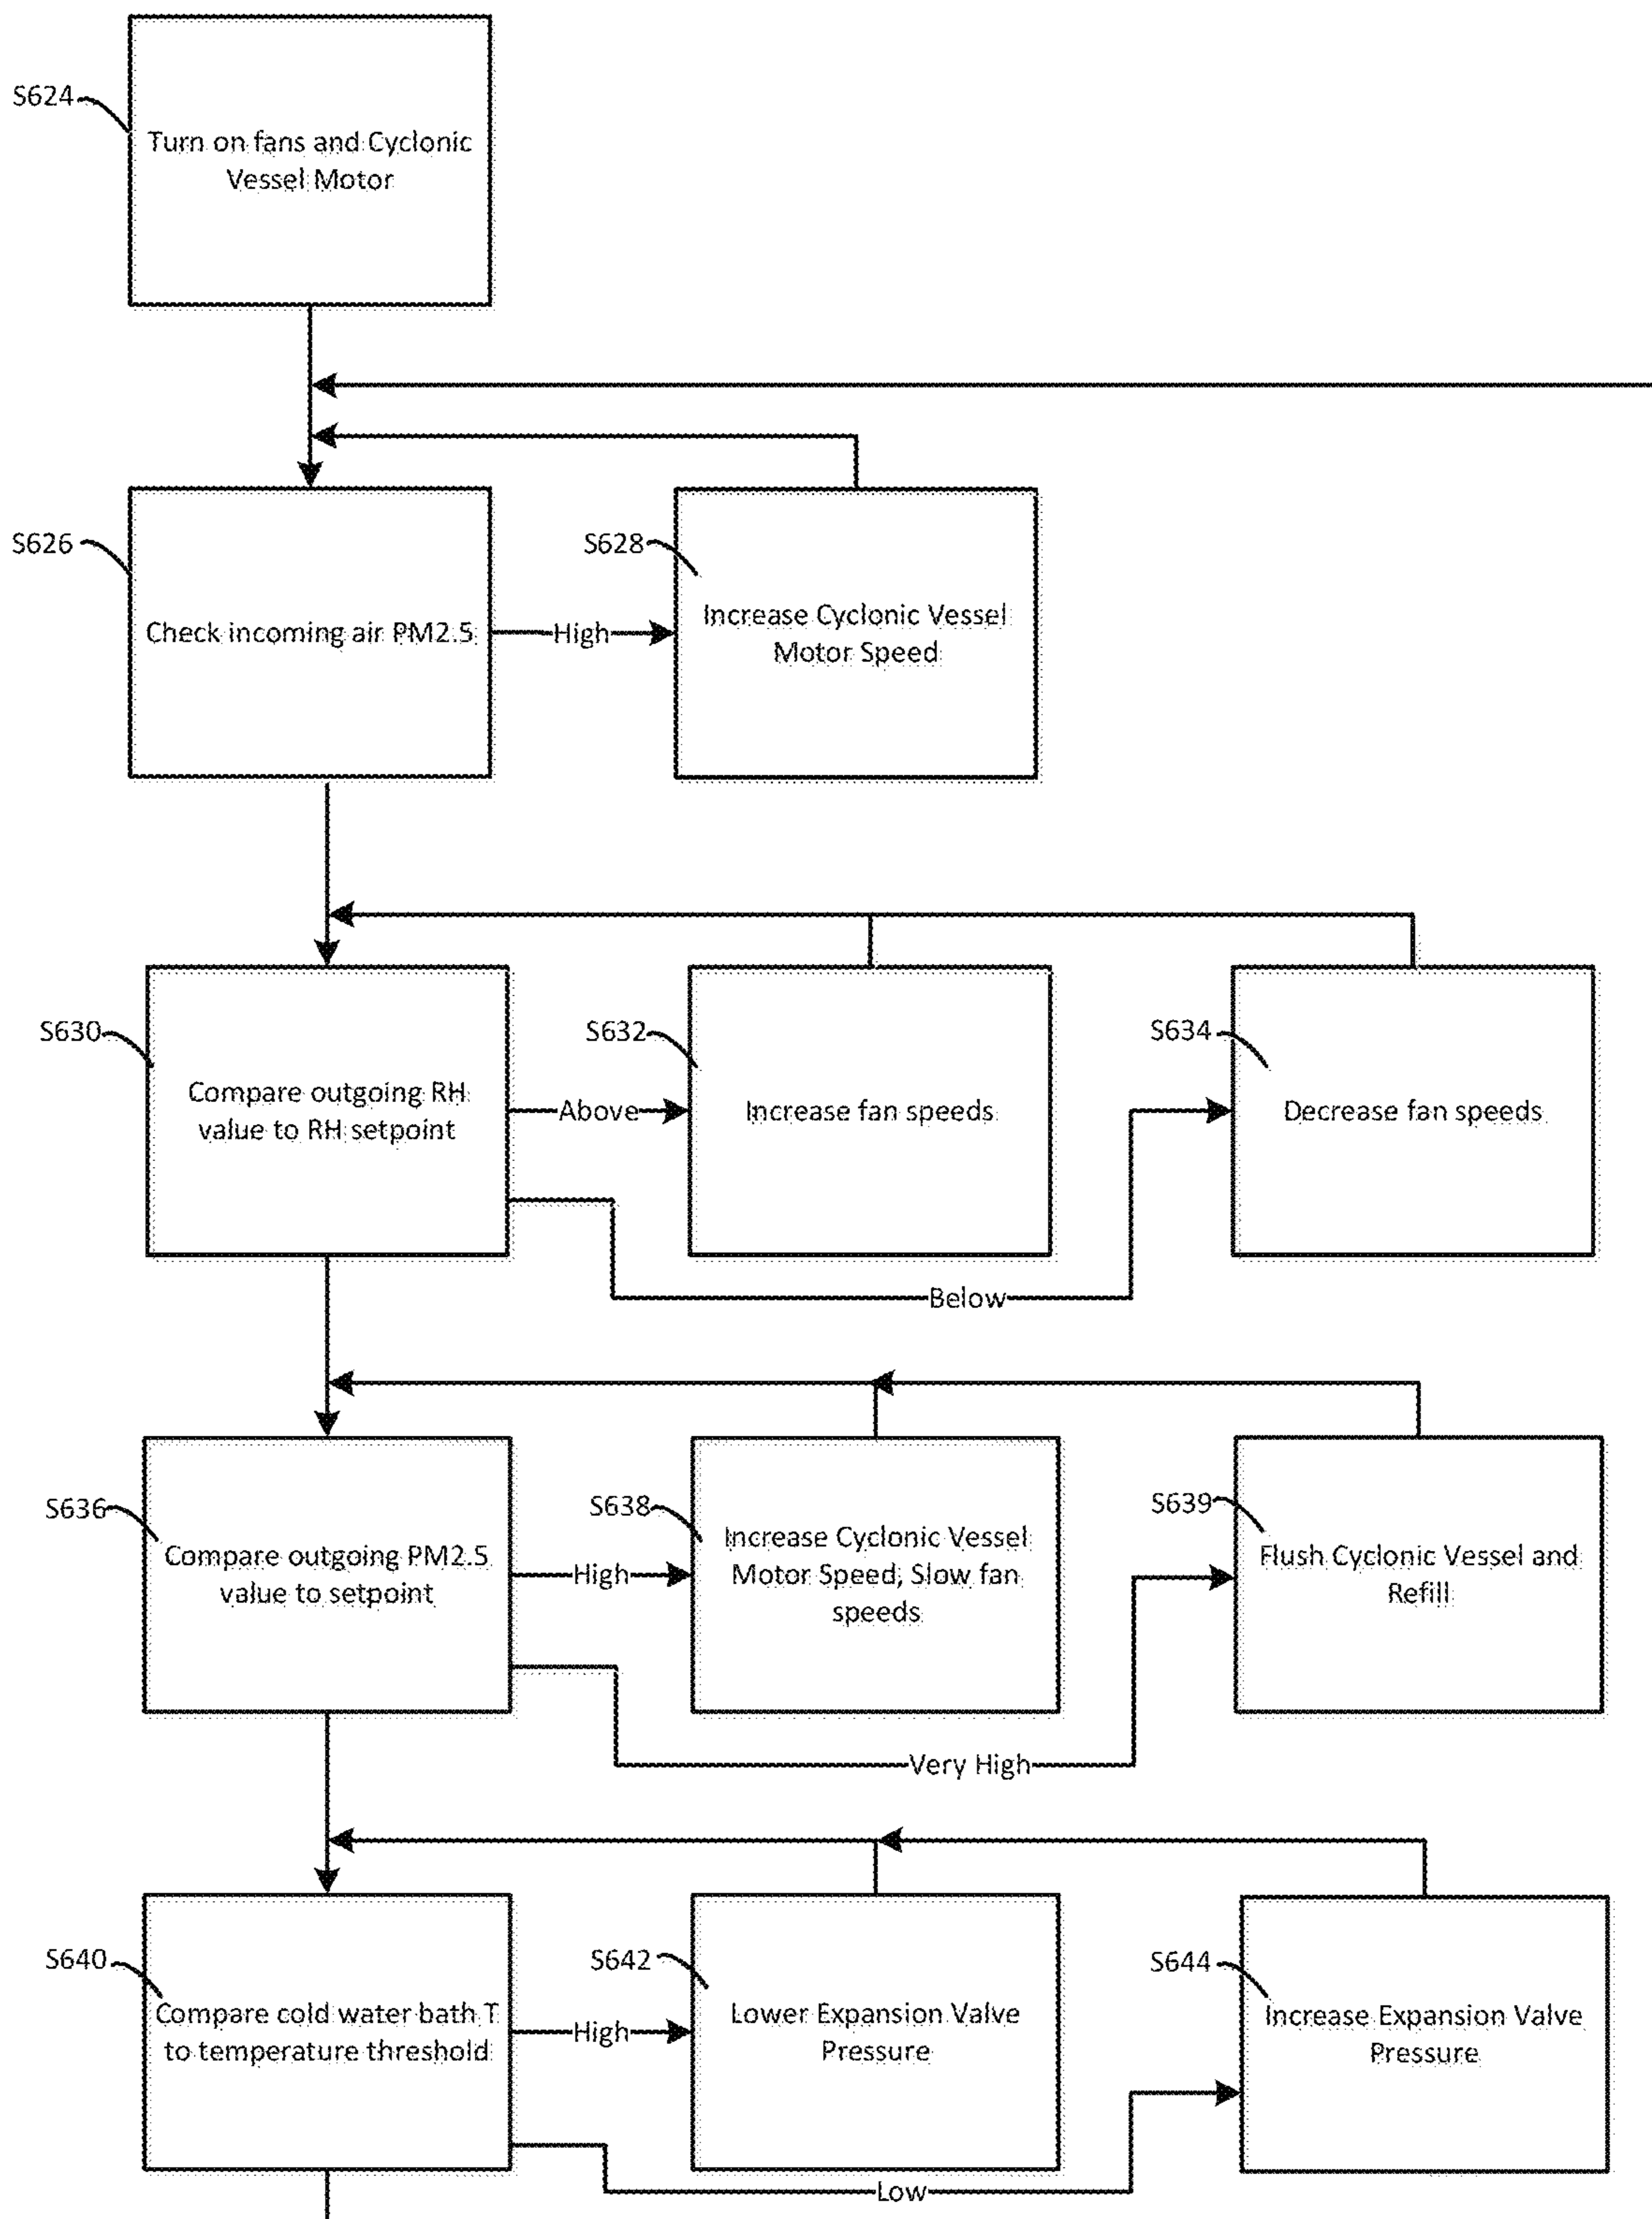 S624
Turn on fans and Cyclonic
Vessel Motor
S626
Check incoming air PM2.5
High
S628
Increase Cyclonic Vessel
Motor Speed
S630
Compare outgoing RH
value to RH setpoint
Above
S632
Increase fan speeds
S634
Decrease fan speeds
Below
S636
Compare outgoing PM2.5
value to setpoint
High
S638
Increase Cyclonic Vessel
Motor Speed, Slow fan
speeds
S639
Flush Cyclonic Vessel and
Refill
Very High
S640
Compare cold water bath T
to temperature threshold
High
S642
Lower Expansion Valve
Pressure
S644
Increase Expansion Valve
Pressure
Low